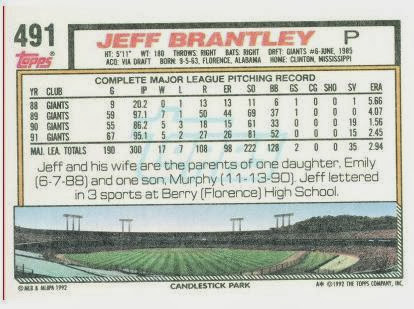 491 JEFF BRANTLEY P
topps HT: 5'11" WT: 180 THROWS: RIGHT BATS: RIGHT DRFT: GIANTS #6-JUNE, 1985
ACQ: VIA DRAFT BORN: 9-5-63, FLORENCE, ALABAMA HOME: CLINTON, MISSISSIPPI
COMPLETE MAJOR LEAGUE PITCHING RECORD
YR CLUB G IP W L R ER SO BB GS CG SHO SV ERA
88 GIANTS 9 20.2 0 1 13 13 11 6 1 0 0 1 5.66
89 GIANTS 59 97.1 7 1 50 44 69 37 1 0 0 0 4.07
90 GIANTS 55 86.2 5 3 18 15 61 33 0 0 0 19 1.56
91 GIANTS 67 95.1 5 2 27 26 81 52 0 0 0 15 2.45
MAJ. LEA. TOTALS 190 300 17 7 108 98 222 128 2 0 0 35 2.94
Jeff and his wife are the parents of one daughter, Emily
(6-7-88) and one son, Murphy (11-13-90). Jeff lettered
in 3 sports at Berry (Florence) High School.
©MLB & MLBPA 1992 CANDLESTICK PARK A✻ ©1992 THE TOPPS COMPANY, INC.